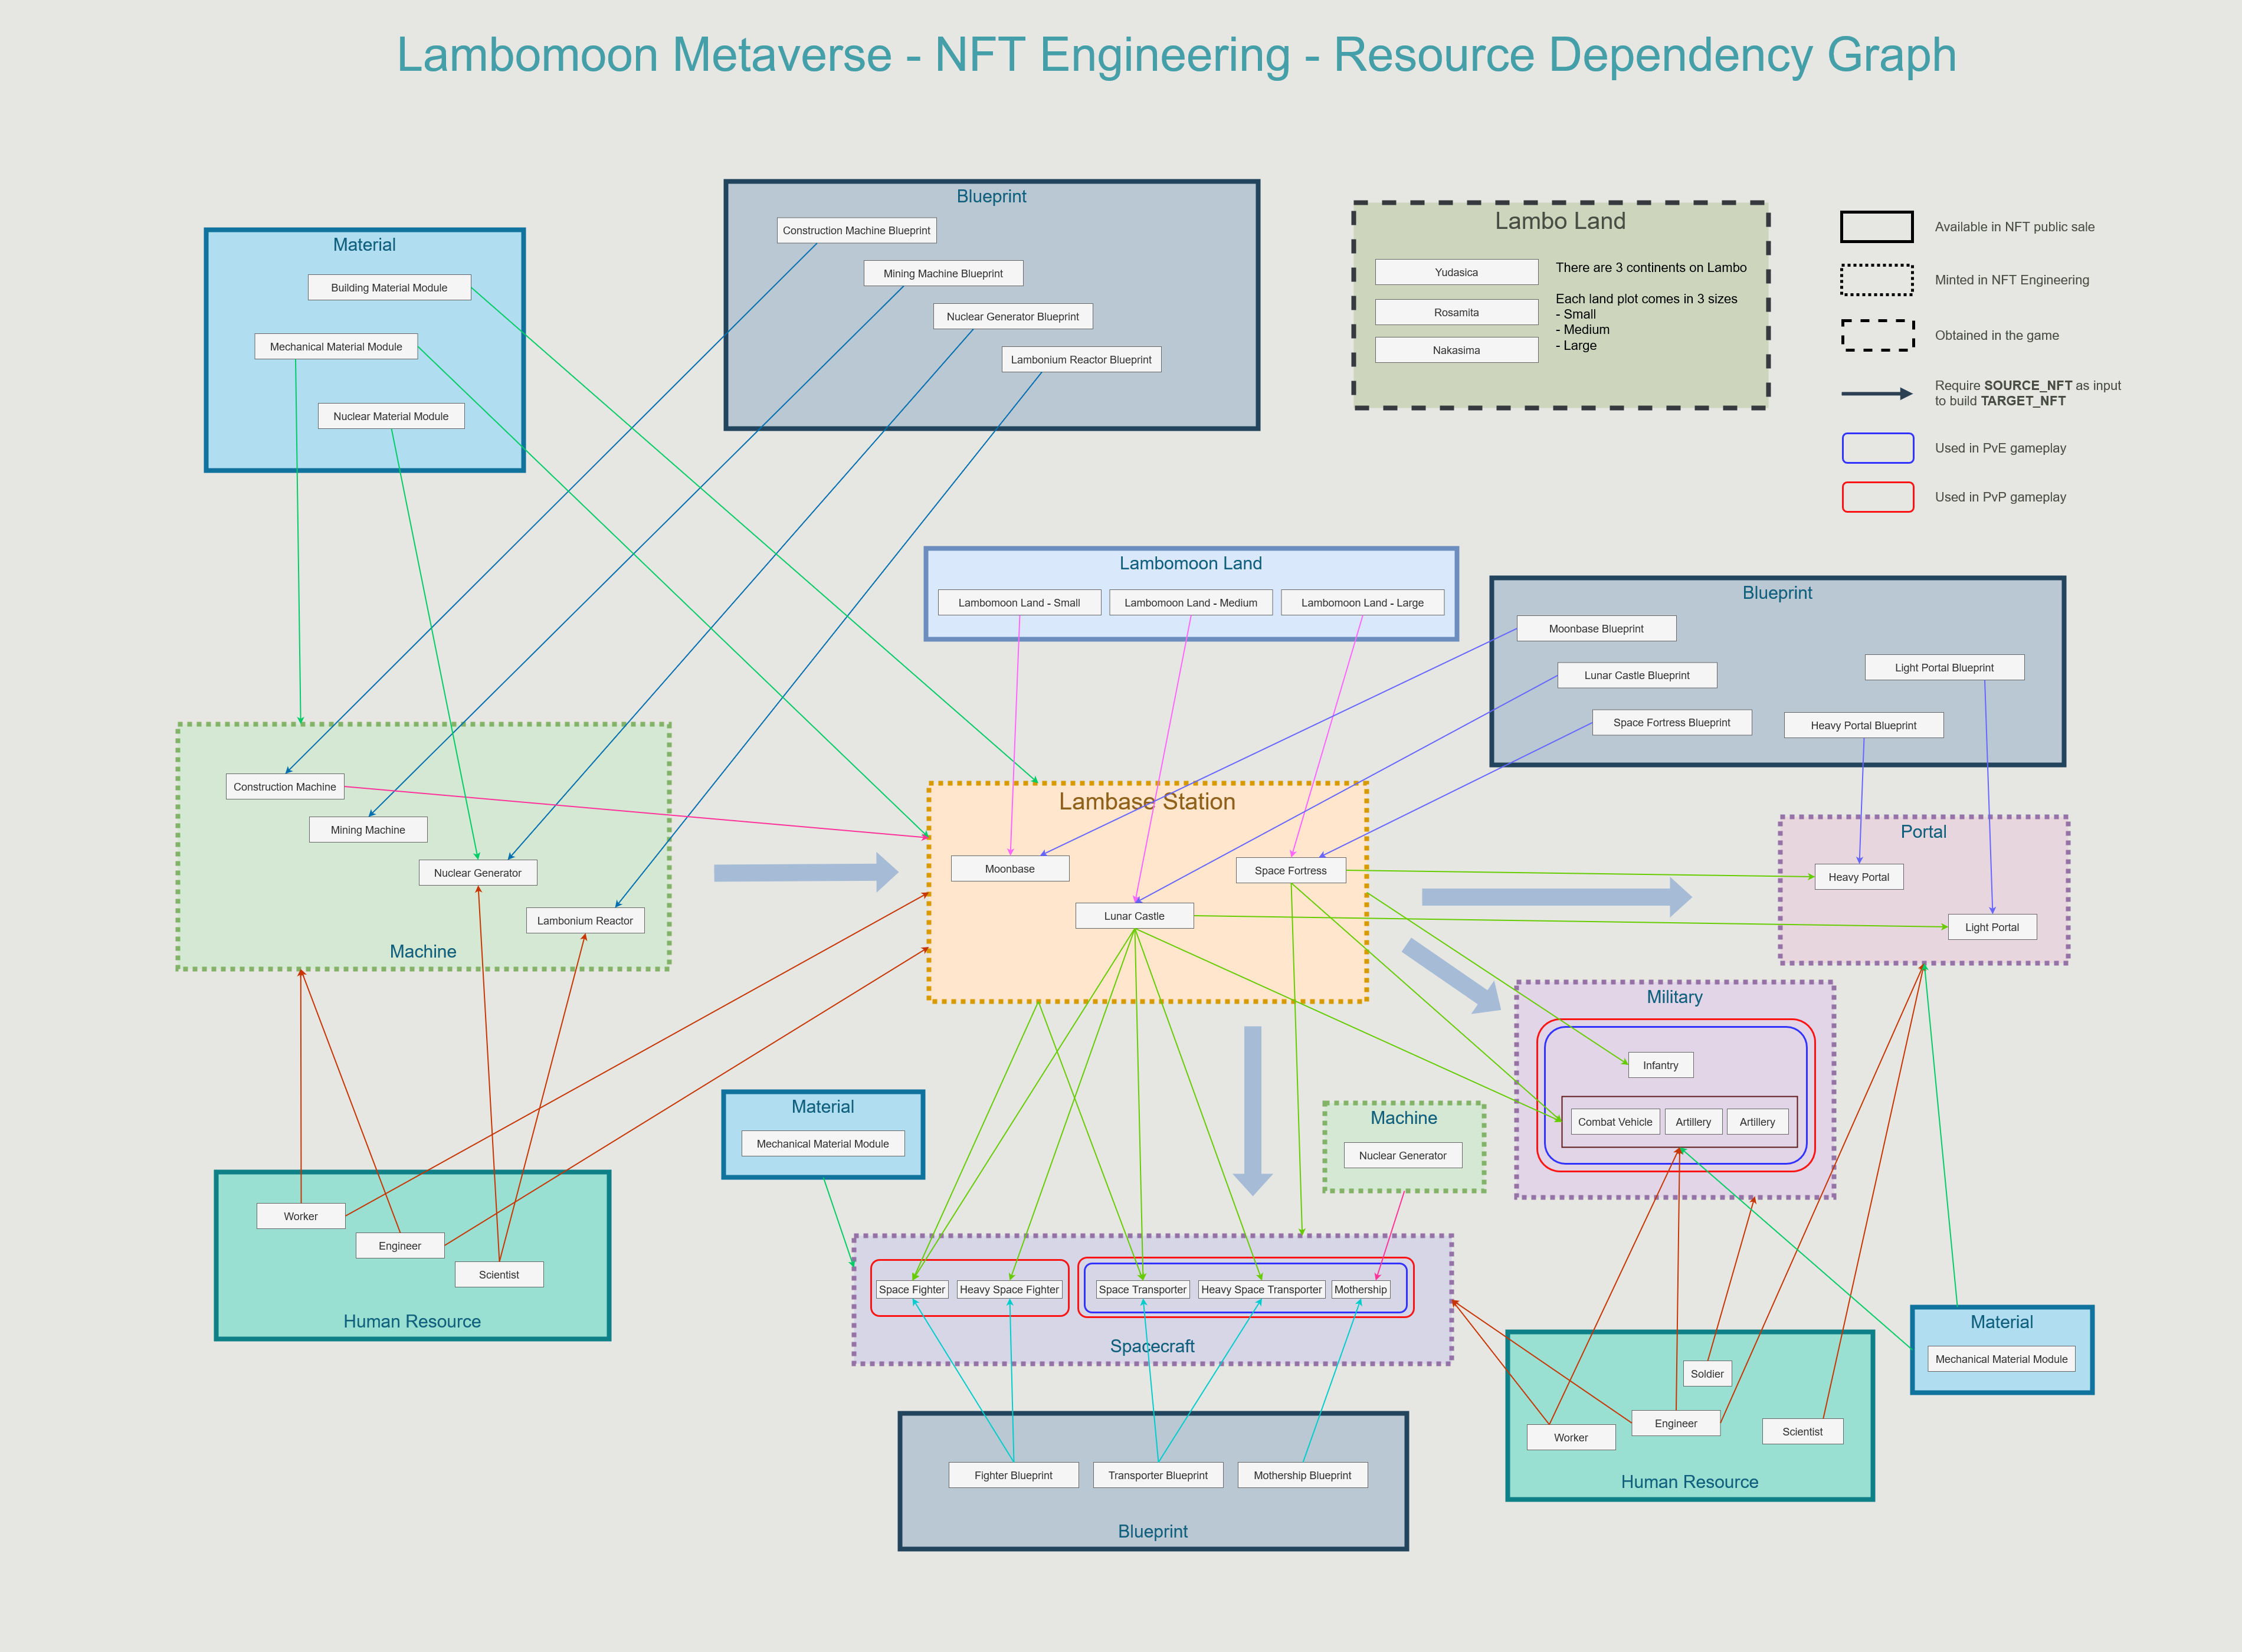 Lambomoon Metaverse - NFT Engineering - Resource Dependency Graph
Material
Building Material Module
Mechanical Material Module
Nuclear Material Module
Blueprint
Construction Machine Blueprint
Mining Machine Blueprint
Nuclear Generator Blueprint
Lambonium Reactor Blueprint
Lambo Land
Yudasica
Rosamita
Nakasima
There are 3 continents on Lambo
Each land plot comes in 3 sizes
- Small
- Medium
- Large
Available in NFT public sale
Minted in NFT Engineering
Obtained in the game
Require SOURCE_NFT as input
to build TARGET_NFT
Used in PvE gameplay
Used in PvP gameplay
Lambomoon Land
Lambomoon Land - Small
Lambomoon Land - Medium
Lambomoon Land - Large
Blueprint
Moonbase Blueprint
Lunar Castle Blueprint
Space Fortress Blueprint
Light Portal Blueprint
Heavy Portal Blueprint
Construction Machine
Mining Machine
Nuclear Generator
Lambonium Reactor
Machine
Lambase Station
Moonbase
Space Fortress
Lunar Castle
Portal
Heavy Portal
Light Portal
Military
Infantry
Combat Vehicle
Artillery
Artillery
Material
Mechanical Material Module
Machine
Nuclear Generator
Worker
Engineer
Scientist
Human Resource
Space Fighter
Heavy Space Fighter
Space Transporter
Heavy Space Transporter
Mothership
Spacecraft
Material
Mechanical Material Module
Soldier
Engineer
Worker
Scientist
Human Resource
Fighter Blueprint
Transporter Blueprint
Mothership Blueprint
Blueprint